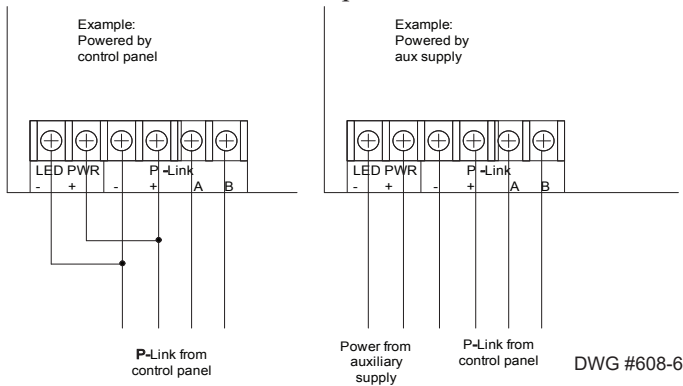 Example:
Powered by
control panel
LED PWR P-Link
- + - + A B
P-Link from
control panel
Example:
Powered by
aux supply
LED PWR P-Link
- + - + A B
Power from
auxiliary
supply
P-Link from
control panel
DWG #608-6